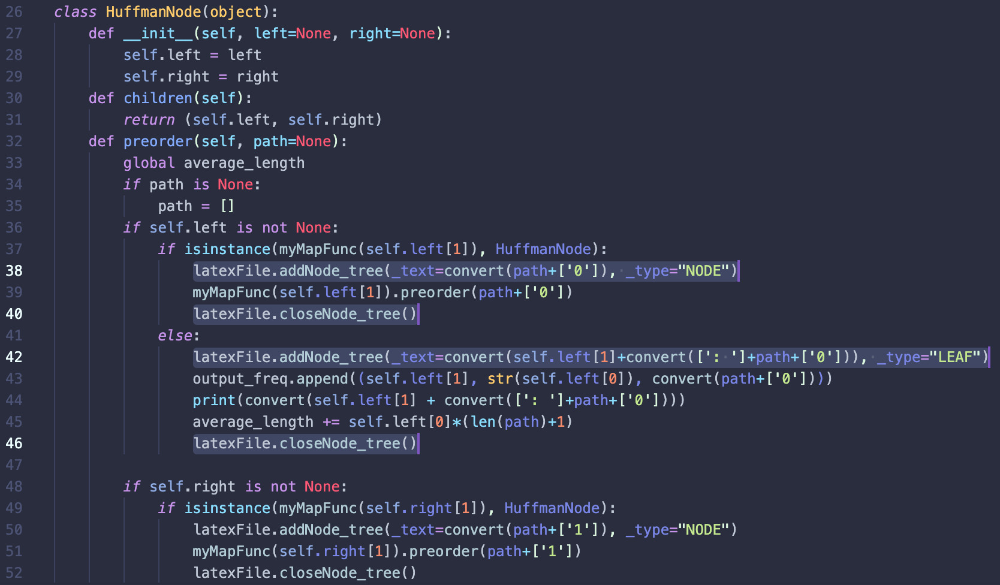 26 class HuffmanNode(object):
27     def __init__(self, left=None, right=None):
28         self.left = left
29         self.right = right
30     def children(self):
31         return (self.left, self.right)
32     def preorder(self, path=None):
33         global average_length
34         if path is None:
35             path = []
36         if self.left is not None:
37             if isinstance(myMapFunc(self.left[1]), HuffmanNode):
38                 latexFile.addNode_tree(_text=convert(path+['0']), _type="NODE")
39                 myMapFunc(self.left[1]).preorder(path+['0'])
40                 latexFile.closeNode_tree()
41             else:
42                 latexFile.addNode_tree(_text=convert(self.left[1]+convert([': ']+path+['0'])), _type="LEAF")
43                 output_freq.append((self.left[1], str(self.left[0]), convert(path+['0'])))
44                 print(convert(self.left[1] + convert([': ']+path+['0'])))
45                 average_length += self.left[0]*(len(path)+1)
46                 latexFile.closeNode_tree()
47
48         if self.right is not None:
49             if isinstance(myMapFunc(self.right[1]), HuffmanNode):
50                 latexFile.addNode_tree(_text=convert(path+['1']), _type="NODE")
51                 myMapFunc(self.right[1]).preorder(path+['1'])
52                 latexFile.closeNode_tree()